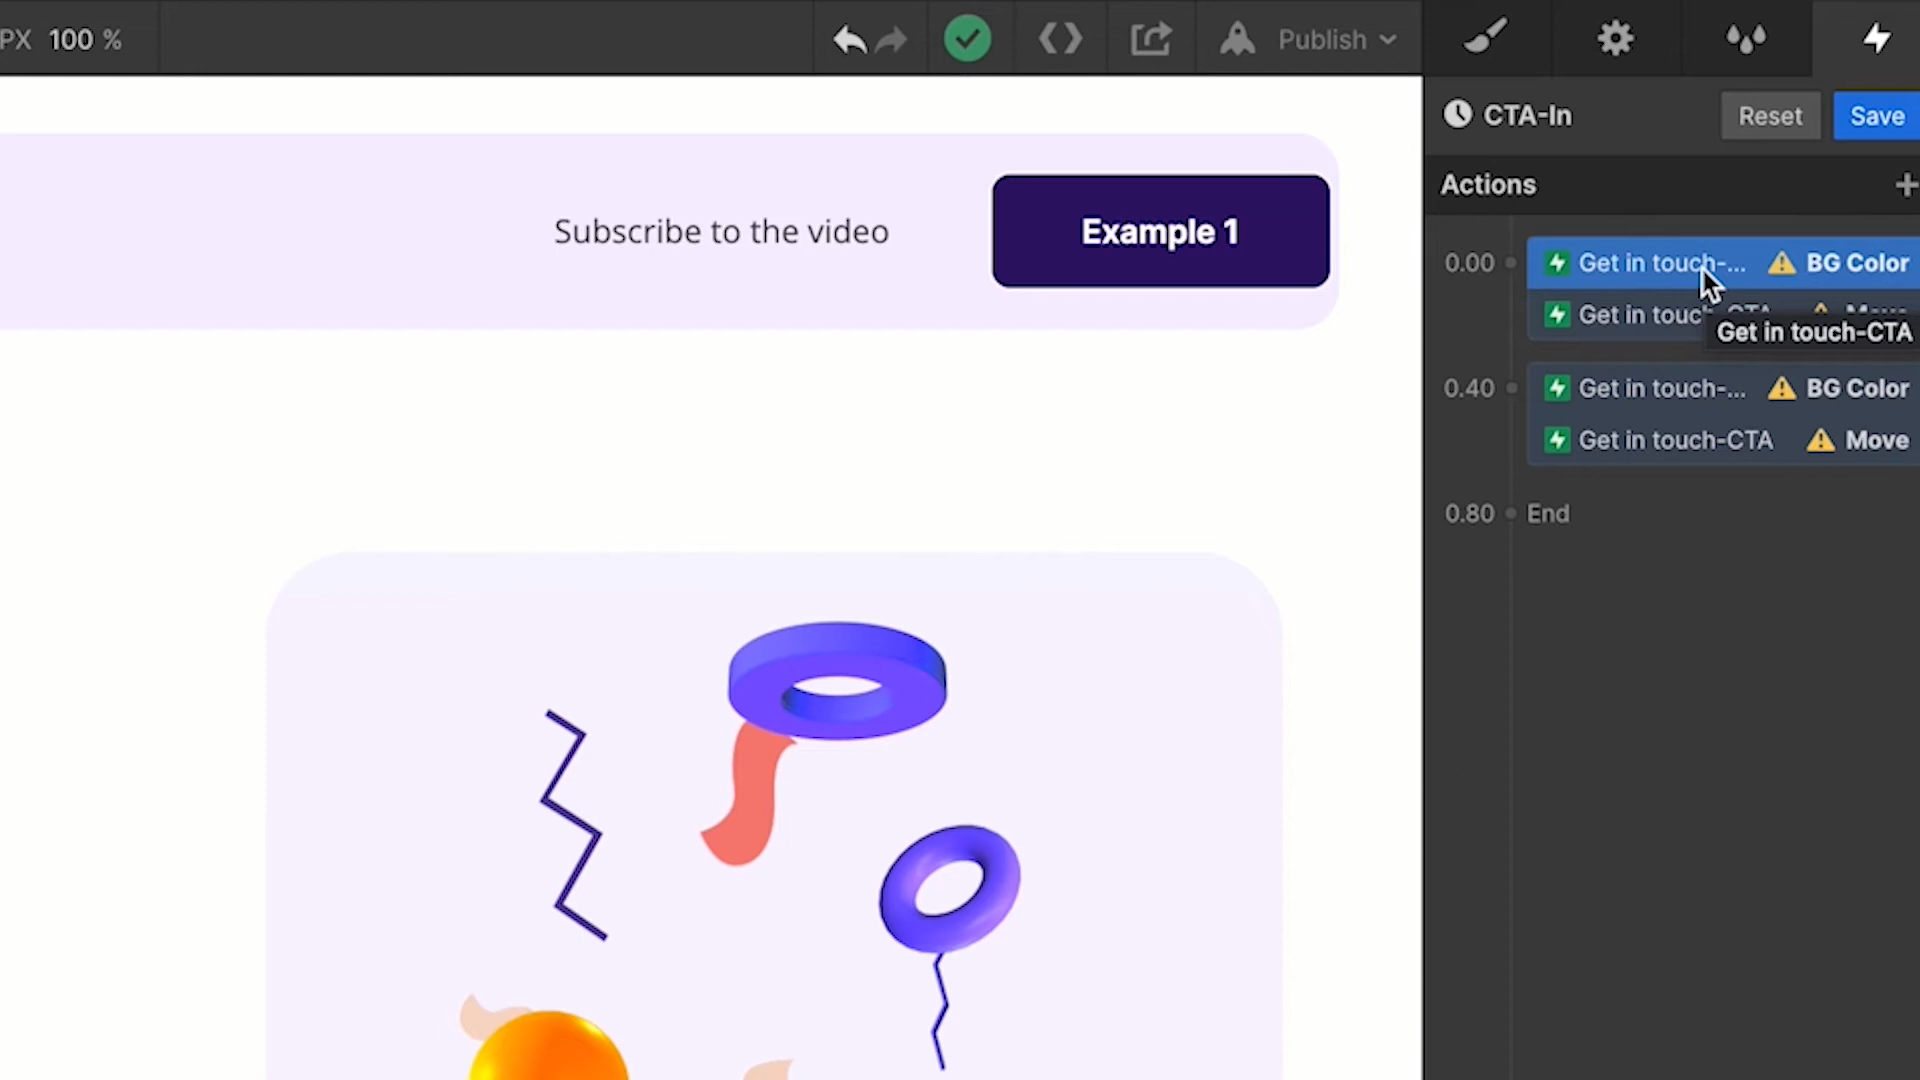 PX 100 %
Publish
CTA-In
Reset
Save
Actions
Subscribe to the video
Example 1
0.00
Get in touch-...
BG Color
Get in touc
Get in touch-CTA
0.40
Get in touch-...
BG Color
Get in touch-CTA
Move
0.80
End